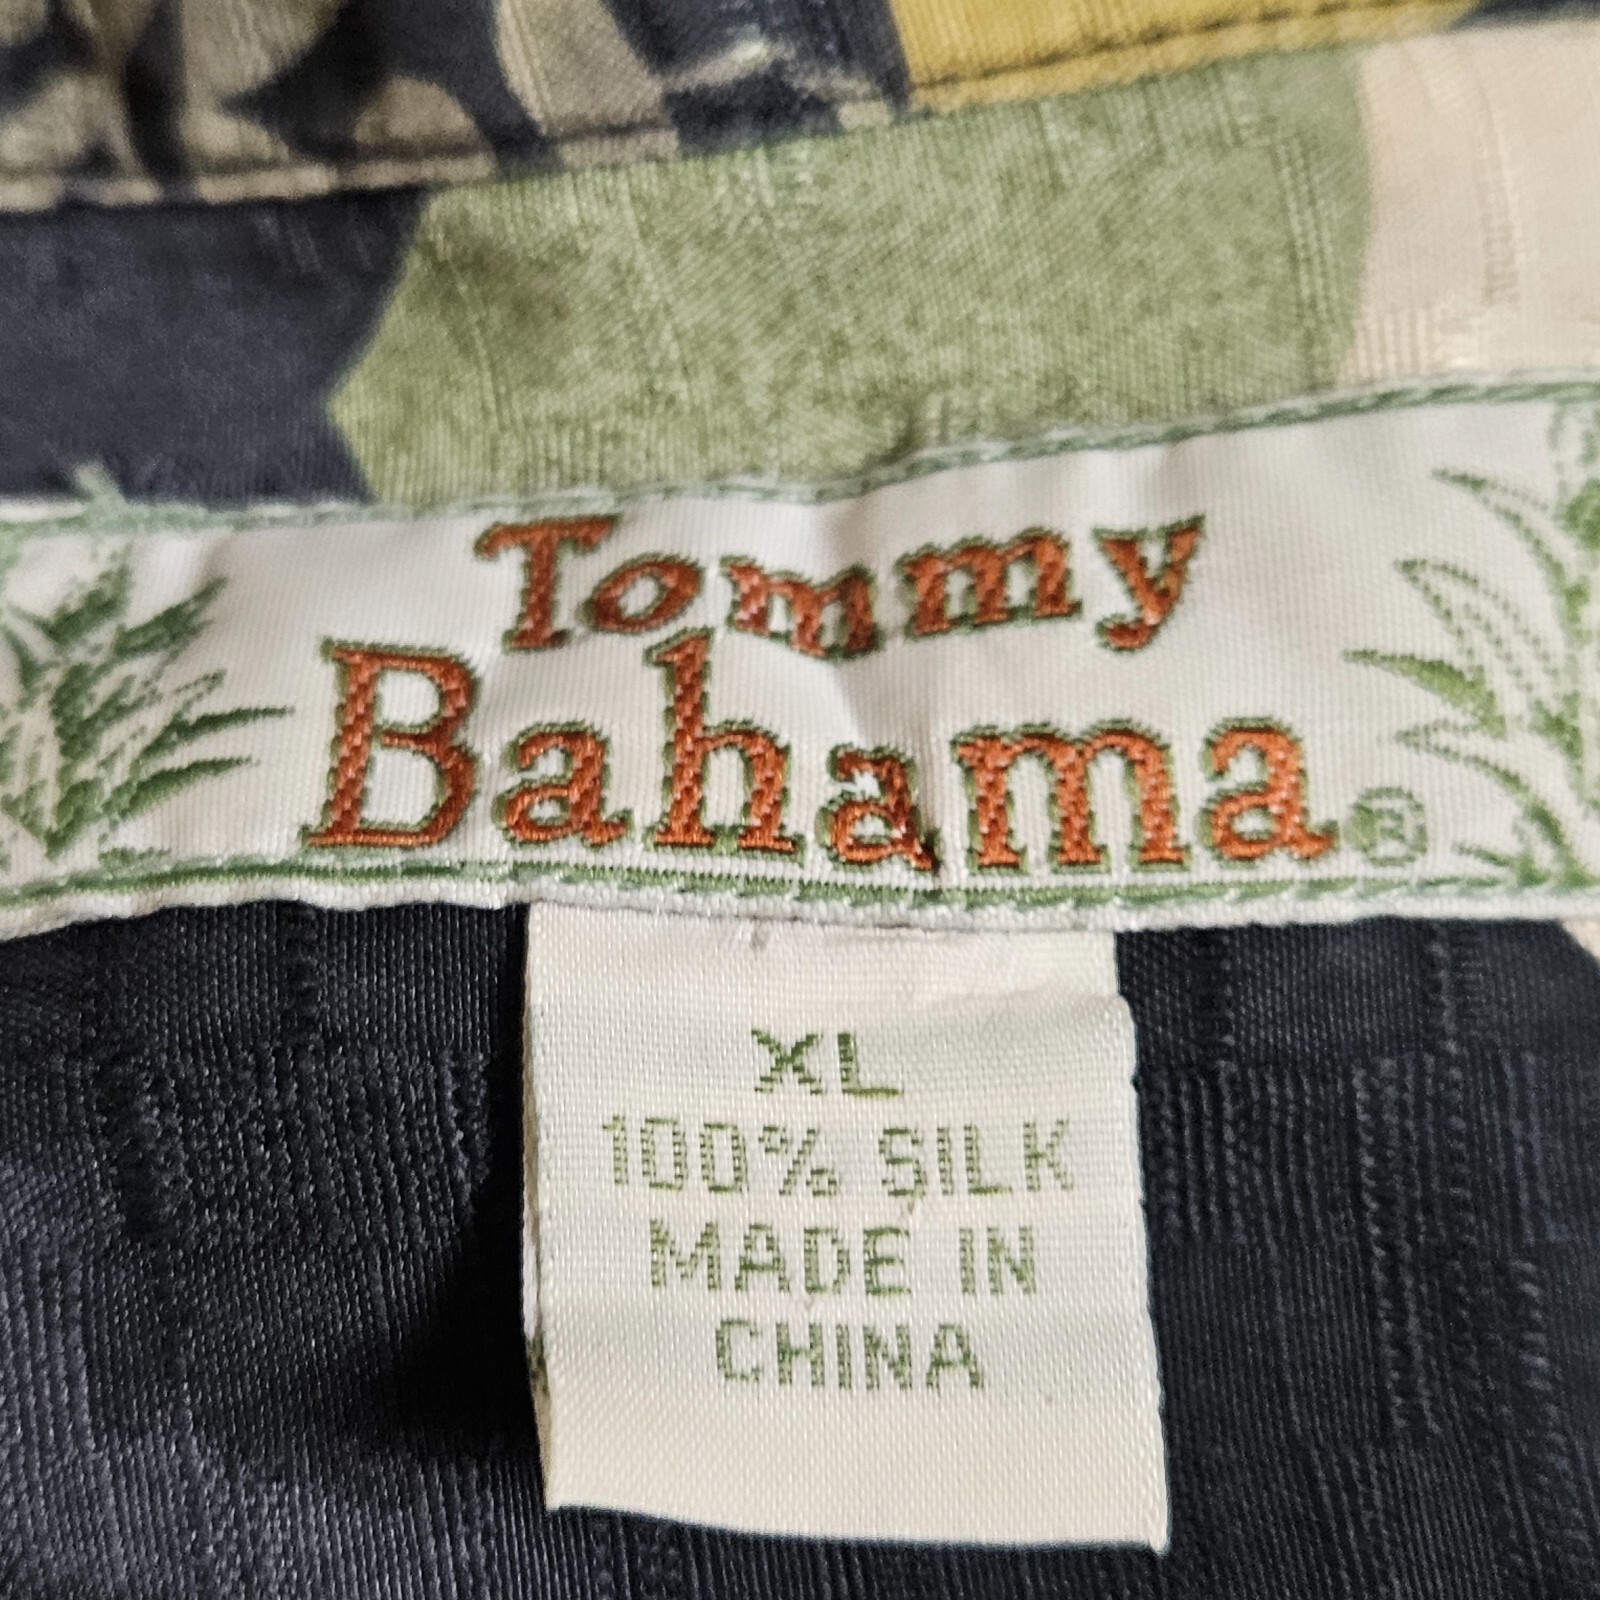 Tommy
Bahama®
XL
100% SILK
MADE IN
CHINA